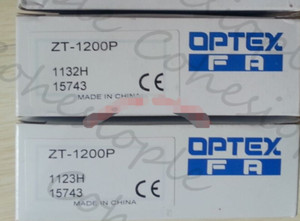 ZT-1200P
OPTEX
FA
1132H
15743
CE
MADE IN CHINA
ZT-1200P
OPTEX
FA
1123H
15743
CE
MADE IN CHINA